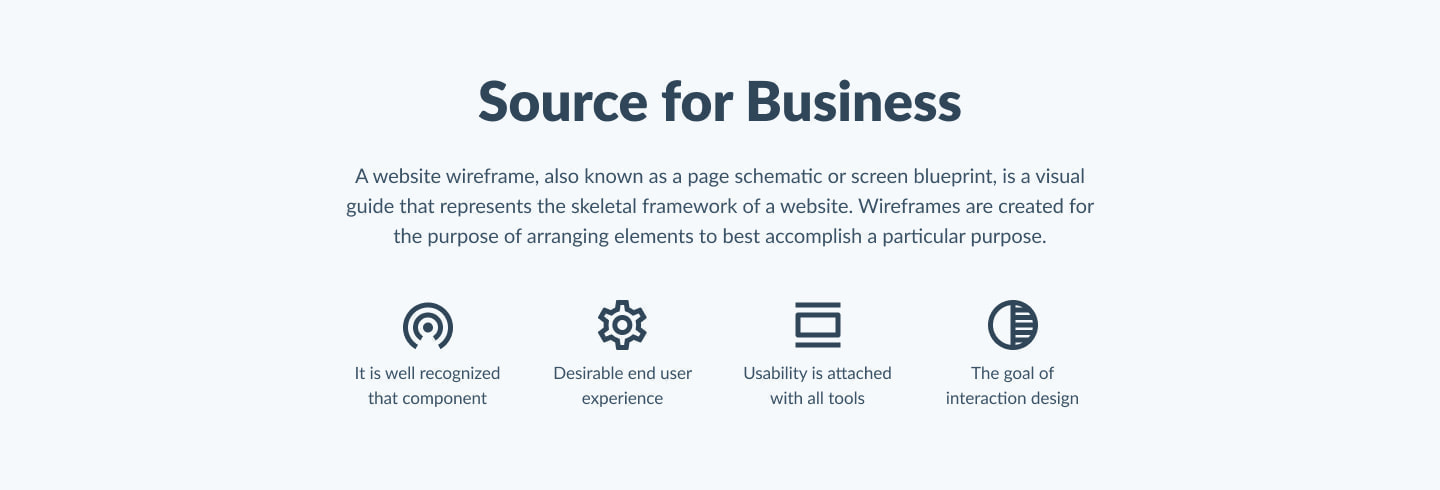 Source for Business
A website wireframe, also known as a page schematic or screen blueprint, is a visual
guide that represents the skeletal framework of a website. Wireframes are created for
the purpose of arranging elements to best accomplish a particular purpose.
It is well recognized
that component
Desirable end user
experience
Usability is attached
with all tools
The goal of
interaction design